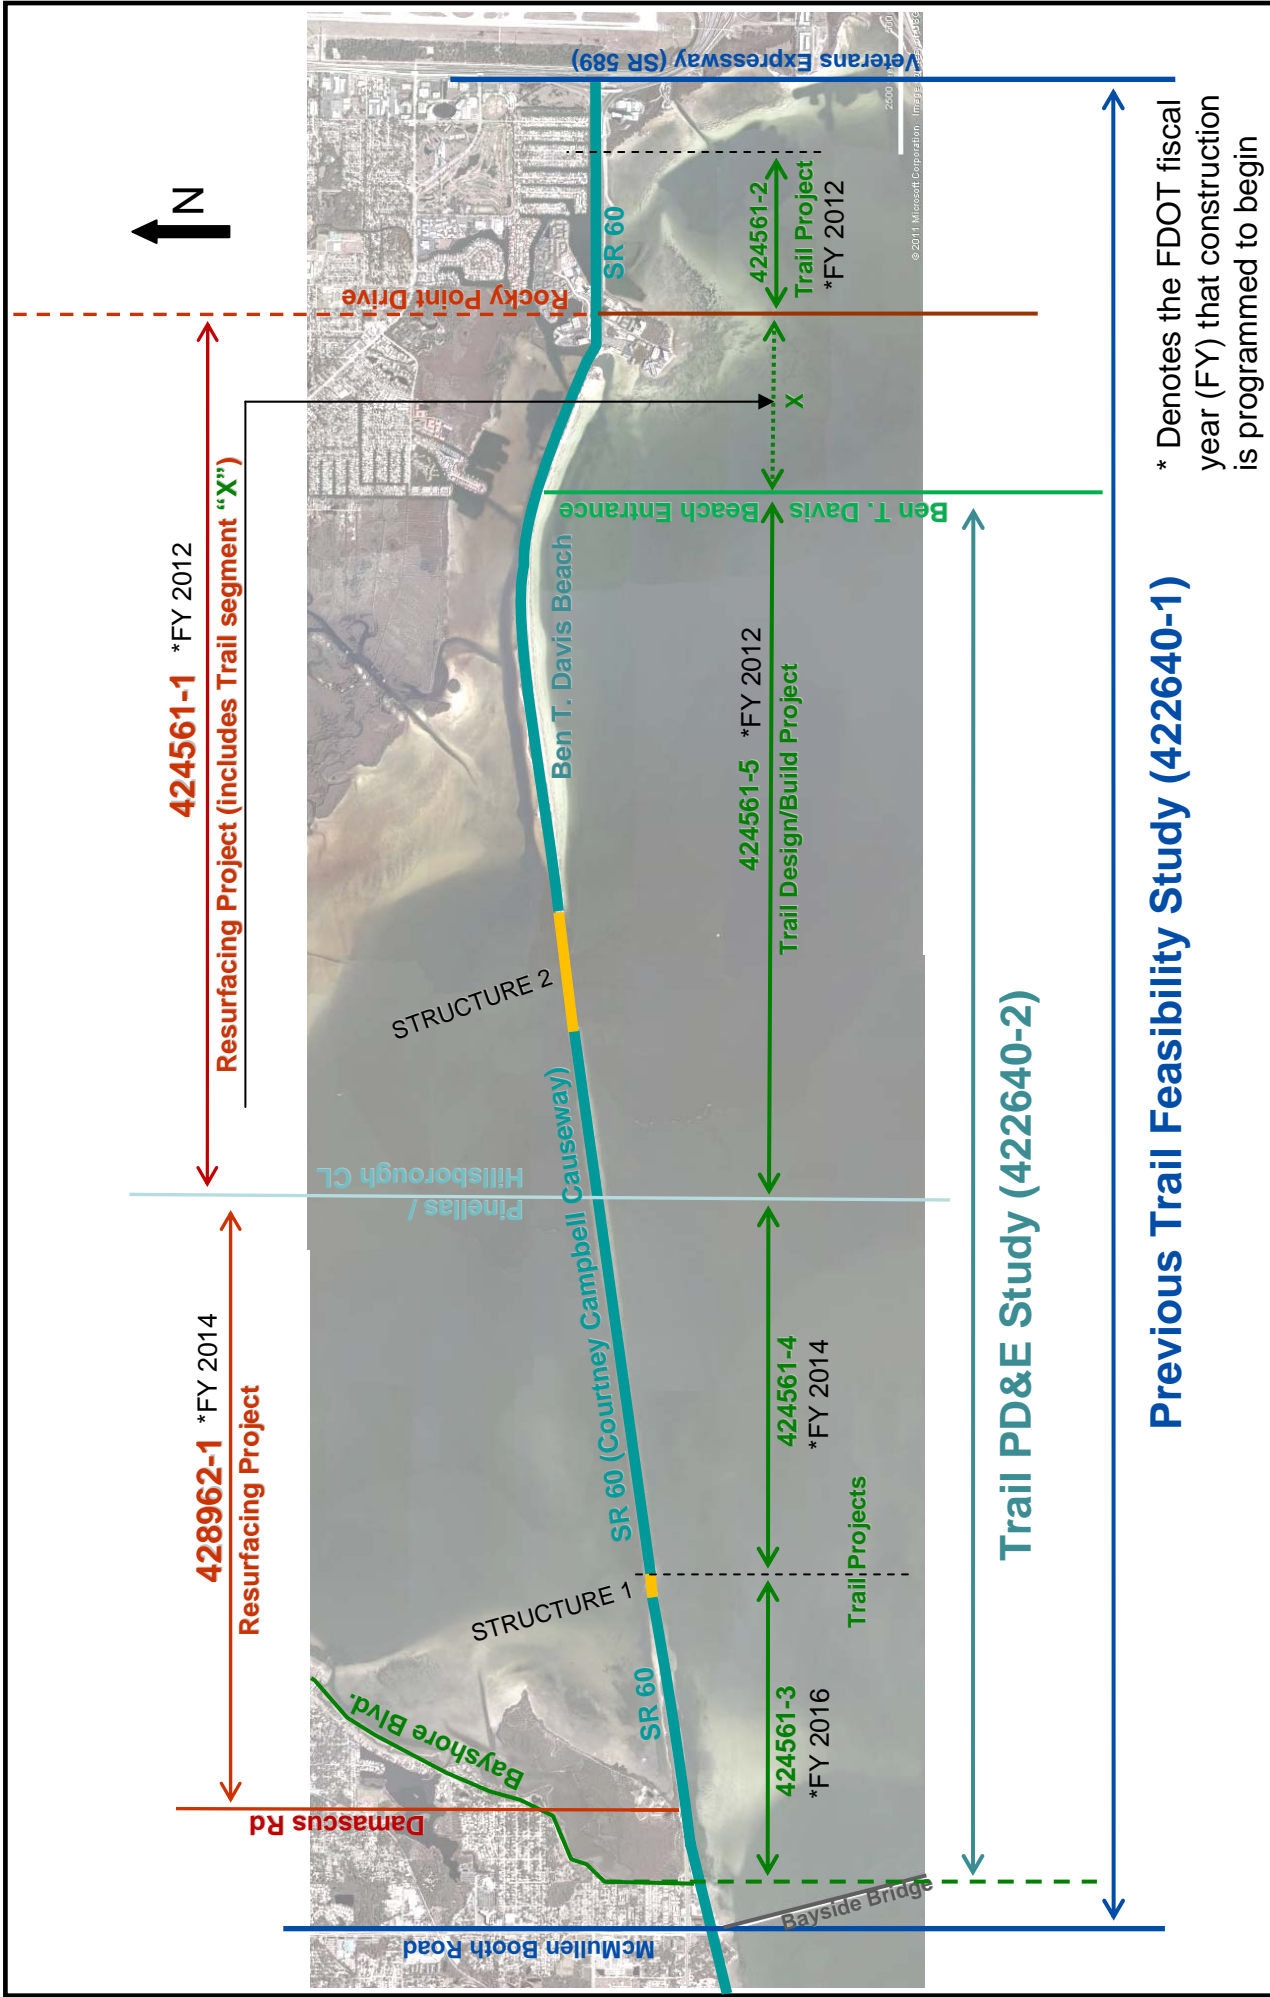 N
428962-1 *FY 2014
Resurfacing Project
424561-1 *FY 2012
Resurfacing Project (includes Trail segment “X”)
McMullen Booth Road
Damascus Rd
Bayshore Blvd.
Pinellas /
Hillsborough CL
Rocky Point Drive
Veterans Expressway (SR 589)
STRUCTURE 1
STRUCTURE 2
SR 60
SR 60 (Courtney Campbell Causeway)
Ben T. Davis Beach
SR 60
Bayside Bridge
Ben T. Davis Beach Entrance
424561-3
*FY 2016
424561-4
*FY 2014
Trail Projects
424561-5 *FY 2012
Trail Design/Build Project
X
424561-2
Trail Project
*FY 2012
2500
© 2011 Microsoft Corporation
Trail PD&E Study (422640-2)
Previous Trail Feasibility Study (422640-1)
* Denotes the FDOT fiscal
year (FY) that construction
is programmed to begin